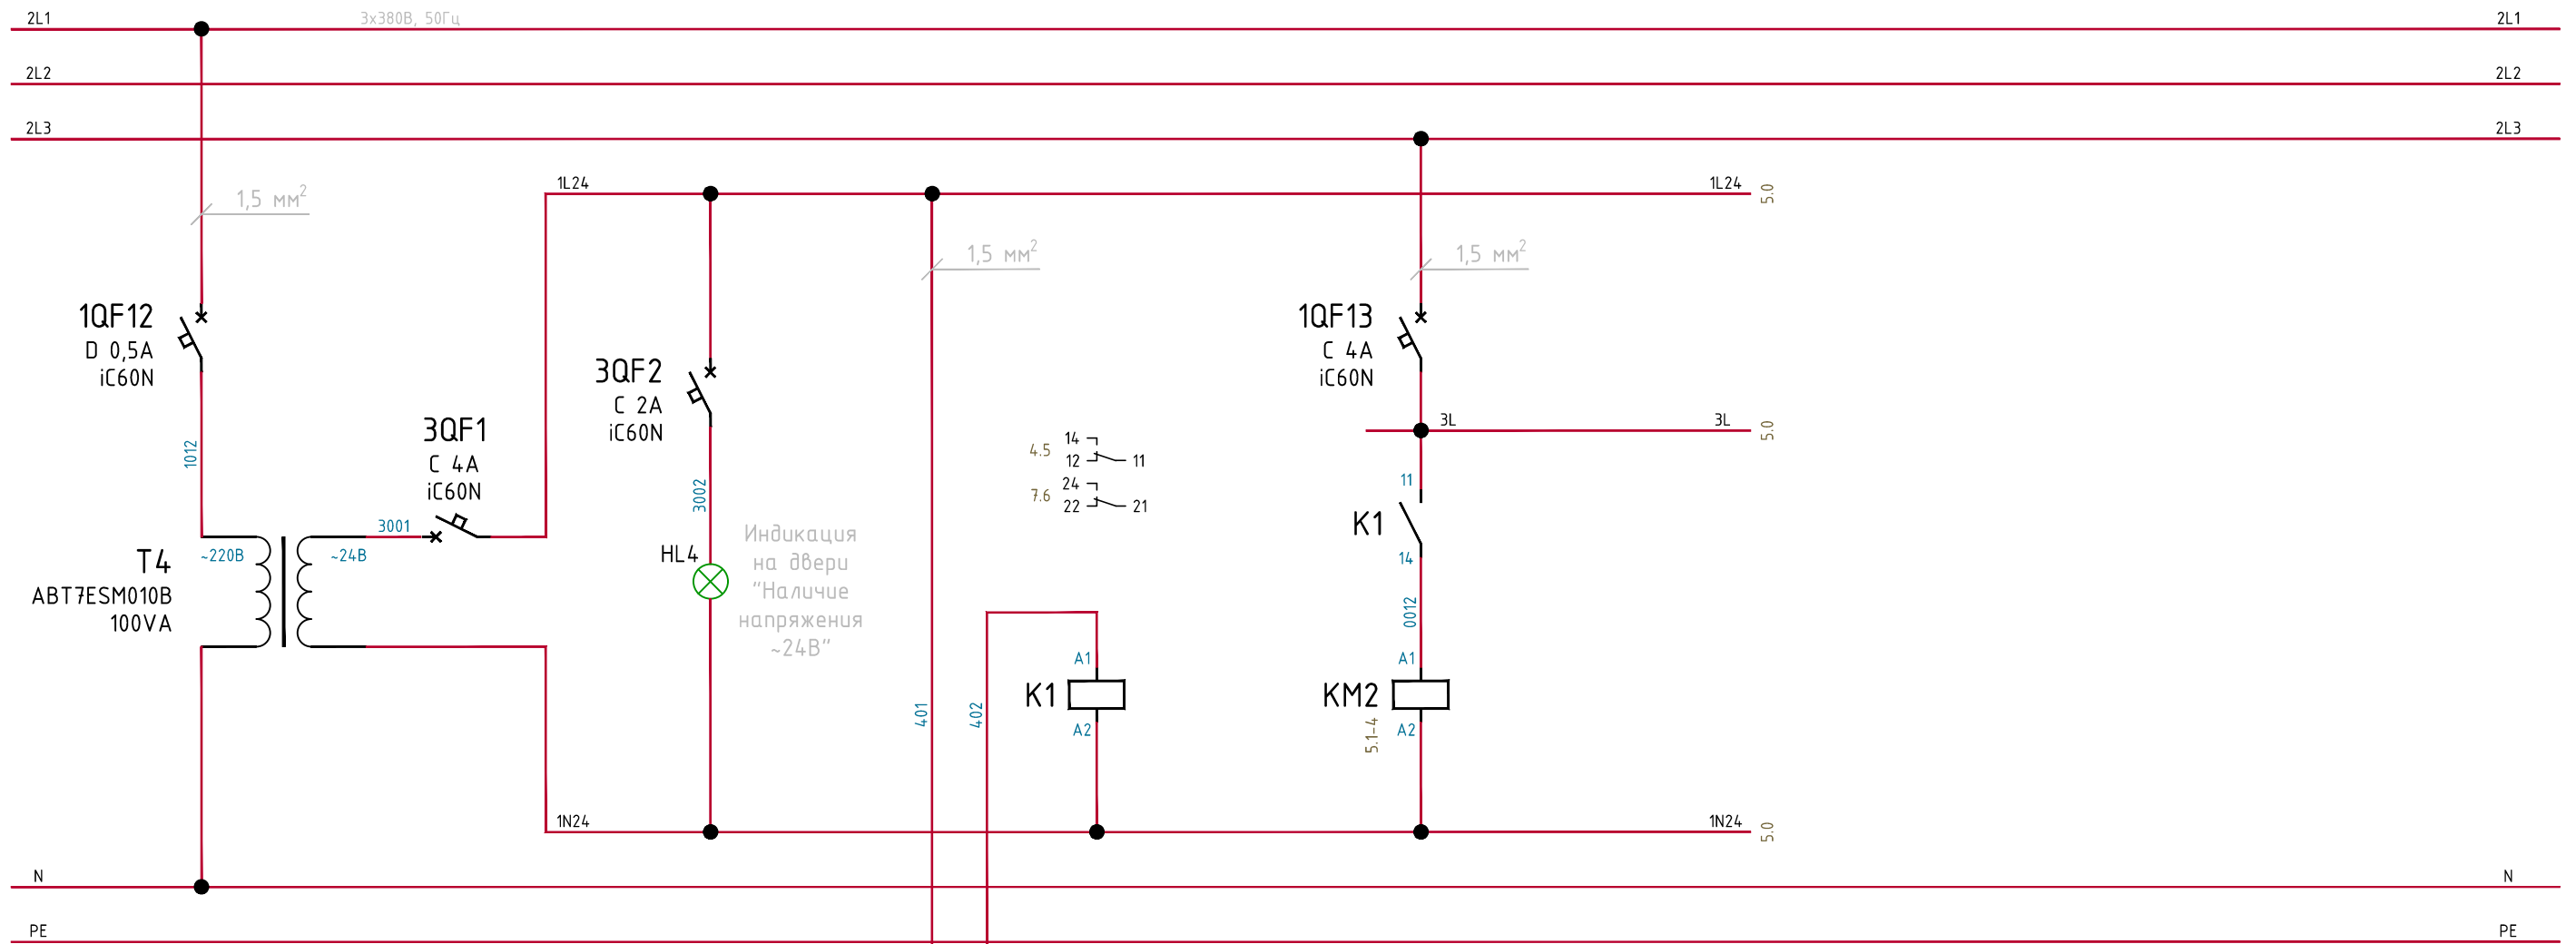 2L1
3x380В, 50Гц
2L1
2L2
2L2
2L3
2L3
1L24
1L24
5.0
1,5 мм²
1,5 мм²
1,5 мм²
1QF12
D 0,5A
iC60N
3QF2
C 2A
iC60N
1QF13
C 4A
iC60N
3QF1
C 4A
iC60N
1012
3001
3002
4.5
14
12
11
7.6
24
22
21
3L
3L
5.0
11
K1
14
0012
T4
ABT7ESM010B
100VA
~220В
~24В
HL4
Индикация
на двери
"Наличие
напряжения
~24В"
401
402
A1
K1
A2
A1
KM2
5.1-4
A2
1N24
1N24
5.0
N
N
PE
PE